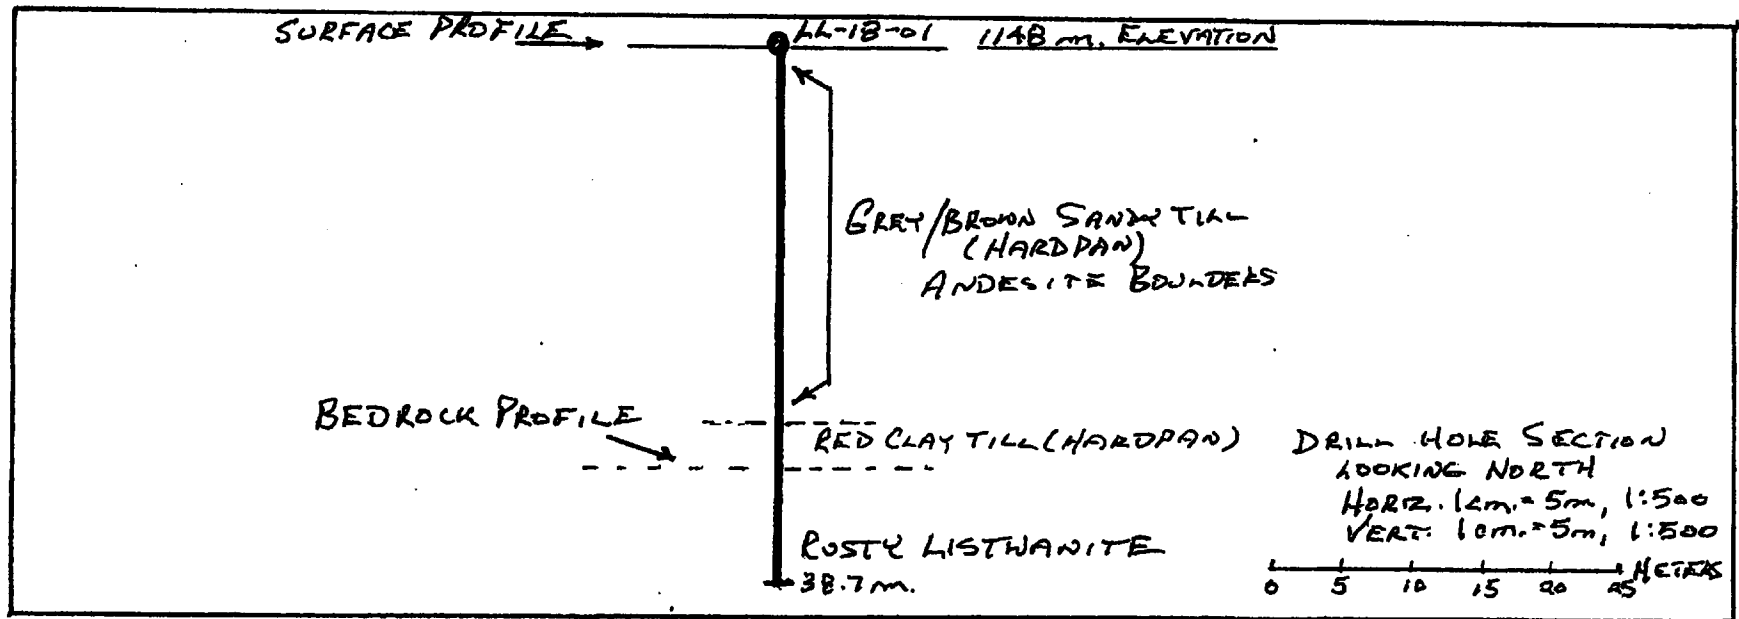 SURFACE PROFILE
LL-18-01 1148 m. ELEVATION
GREY/BROWN SANDY TILL
(HARDPAN)
ANDESITE BOULDERS
BEDROCK PROFILE
RED CLAY TILL (HARDPAN)
DRILL HOLE SECTION
LOOKING NORTH
HORIZ. 1cm. = 5m, 1:500
VERT. 1cm. = 5m, 1:500
RUSTY LISTWANITE
38.7 m.
0 5 10 15 20 25 METERS